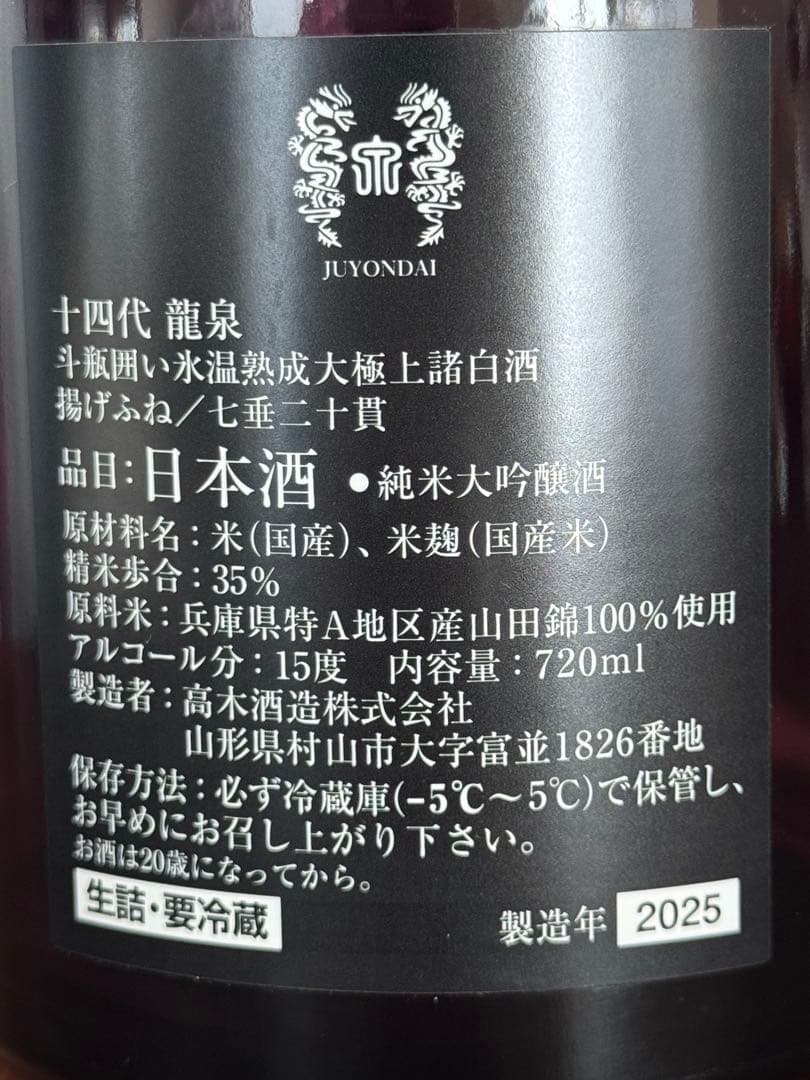 JUYONDAI
十四代 龍泉
斗瓶囲い氷温熟成大極上諸白酒
揚げふね／七垂二十貫
品目：日本酒 ●純米大吟醸酒
原材料名：米（国産）、米麹（国産米）
精米歩合：35%
原料米：兵庫県特A地区産山田錦100%使用
アルコール分：15度　内容量：720ml
製造者：高木酒造株式会社
山形県村山市大字富並1826番地
保存方法：必ず冷蔵庫(−5℃〜5℃)で保管し、
お早めにお召し上がり下さい。
お酒は20歳になってから。
生詰・要冷蔵
製造年 2025